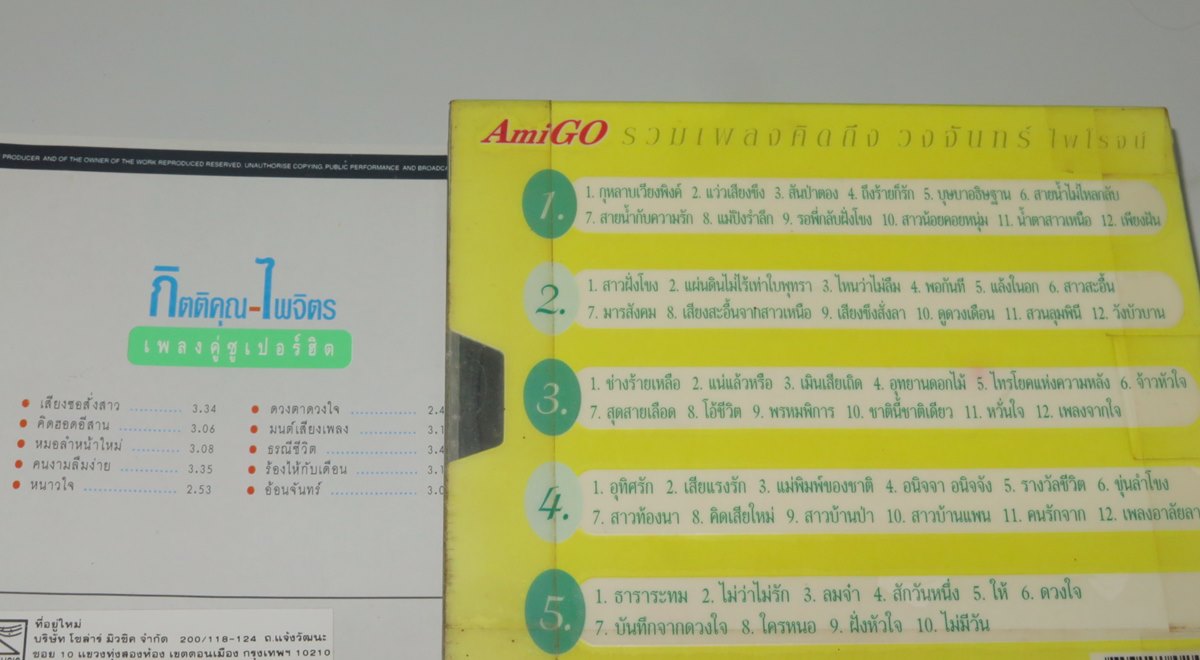 PRODUCER AND OF THE OWNER OF THE WORK REPRODUCED RESERVED. UNAUTHORISE COPYING, PUBLIC PERFORMANCE AND BROADCA
กิตติคุณ-ไพจิตร
เพลงคู่ซูเปอร์ฮิต
เสียงซอสั่งสาว 3.34
คิดฮอดอีสาน 3.06
หมอลำหน้าใหม่ 3.08
คนงามลืมง่าย 3.35
หนาวใจ 2.53
ดวงตาดวงใจ 2.4
มนต์เสียงเพลง 3.1
ธรณีชีวิต 3.4
ร้องไห้กับเดือน 3.1
อ้อนจันทร์ 3.0
ที่อยู่ใหม่
บริษัท โซล่าร์ มิวซิค จำกัด 200/118-124 ถ.แจ้งวัฒนะ
ซอย 10 แขวงทุ่งสองห้อง เขตดอนเมือง กรุงเทพฯ 10210
AmiGO รวมเพลงคิดถึง วงจันทร์ ไพโรจน์
1.
1. กุหลาบเวียงพิงค์ 2. แว่วเสียงซึง 3. สันป่าตอง 4. ถึงร้ายก็รัก 5. บุษบาอธิษฐาน 6. สายน้ำไม่ไหลกลับ
7. สายน้ำกับความรัก 8. แม่ปิงรำลึก 9. รอพี่กลับฝั่งโขง 10. สาวน้อยคอยหนุ่ม 11. น้ำตาสาวเหนือ 12. เพียงฝัน
2.
1. สาวฝั่งโขง 2. แผ่นดินไม่ไร้เท่าใบพุทรา 3. ไหนว่าไม่ลืม 4. พอกันที 5. แล้งในอก 6. สาวสะอื้น
7. มารสังคม 8. เสียงสะอื้นจากสาวเหนือ 9. เสียงซึงสั่งลา 10. ดูดวงเดือน 11. สวนลุมพินี 12. วังบัวบาน
3.
1. ช่างร้ายเหลือ 2. แน่แล้วหรือ 3. เมินเสียเถิด 4. อุทยานดอกไม้ 5. ไทรโยคแห่งความหลัง 6. จ้าวหัวใจ
7. สุดสายเลือด 8. โอ้ชีวิต 9. พรหมพิการ 10. ชาตินี้ชาติเดียว 11. หวั่นใจ 12. เพลงจากใจ
4.
1. อุทิศรัก 2. เสียแรงรัก 3. แม่พิมพ์ของชาติ 4. อนิจจา อนิจจัง 5. รางวัลชีวิต 6. ขุ่นลำโขง
7. สาวท้องนา 8. คิดเสียใหม่ 9. สาวบ้านป่า 10. สาวบ้านแพน 11. คนรักจาก 12. เพลงอาลัยลา
5.
1. ธาราระทม 2. ไม่ว่าไม่รัก 3. ลมจ๋า 4. สักวันหนึ่ง 5. ให้ 6. ดวงใจ
7. บันทึกจากดวงใจ 8. ใครหนอ 9. ฝั่งหัวใจ 10. ไม่มีวัน